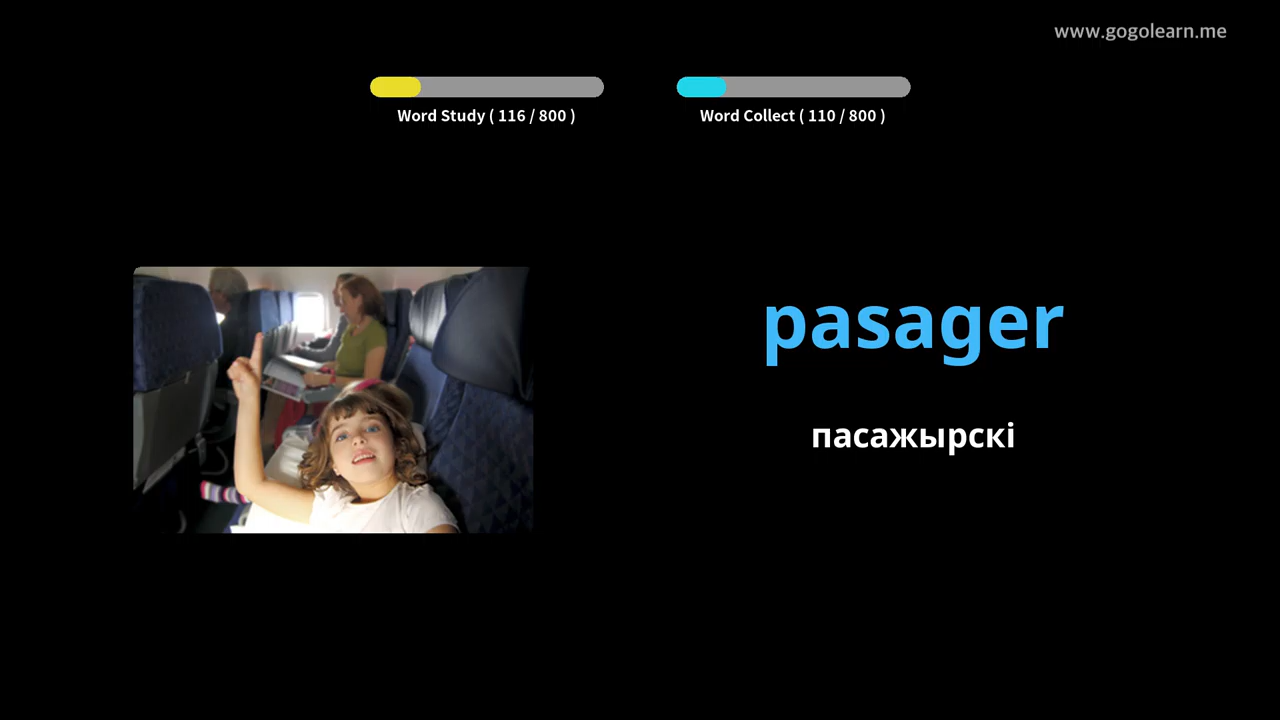 www.gogolearn.me
Word Study ( 116 / 800 )
Word Collect ( 110 / 800 )
pasager
пасажырскі